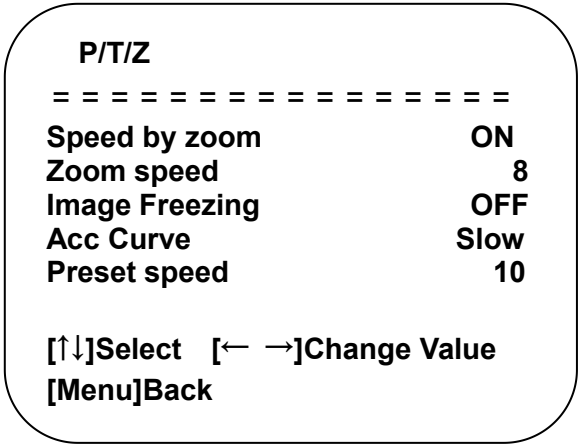 P/T/Z
= = = = = = = = = = = = = = = =
Speed by zoom ON
Zoom speed 8
Image Freezing OFF
Acc Curve Slow
Preset speed 10
[↑↓]Select [← →]Change Value
[Menu]Back